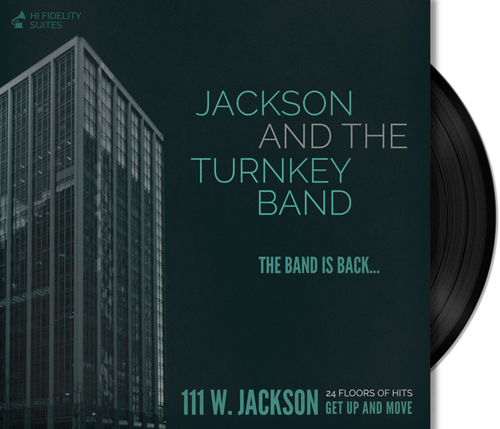 HI FIDELITY
SUITES
JACKSON
AND THE
TURNKEY
BAND
THE BAND IS BACK...
111 W. JACKSON
24 FLOORS OF HITS
GET UP AND MOVE